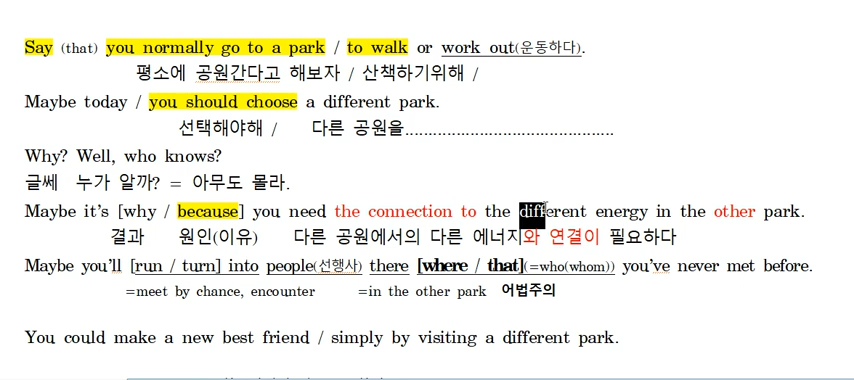 Say (that) you normally go to a park / to walk or work out(운동하다).
평소에 공원간다고 해보자 / 산책하기위해 /
Maybe today / you should choose a different park.
선택해야해 / 다른 공원을..................................................
Why? Well, who knows?
글쎄 누가 알까? = 아무도 몰라.
Maybe it's [why / because] you need the connection to the different energy in the other park.
결과 원인(이유) 다른 공원에서의 다른 에너지와 연결이 필요하다
Maybe you'll [run / turn] into people(선행사) there [where / that](=who(whom)) you've never met before.
=meet by chance, encounter =in the other park 어법주의
You could make a new best friend / simply by visiting a different park.